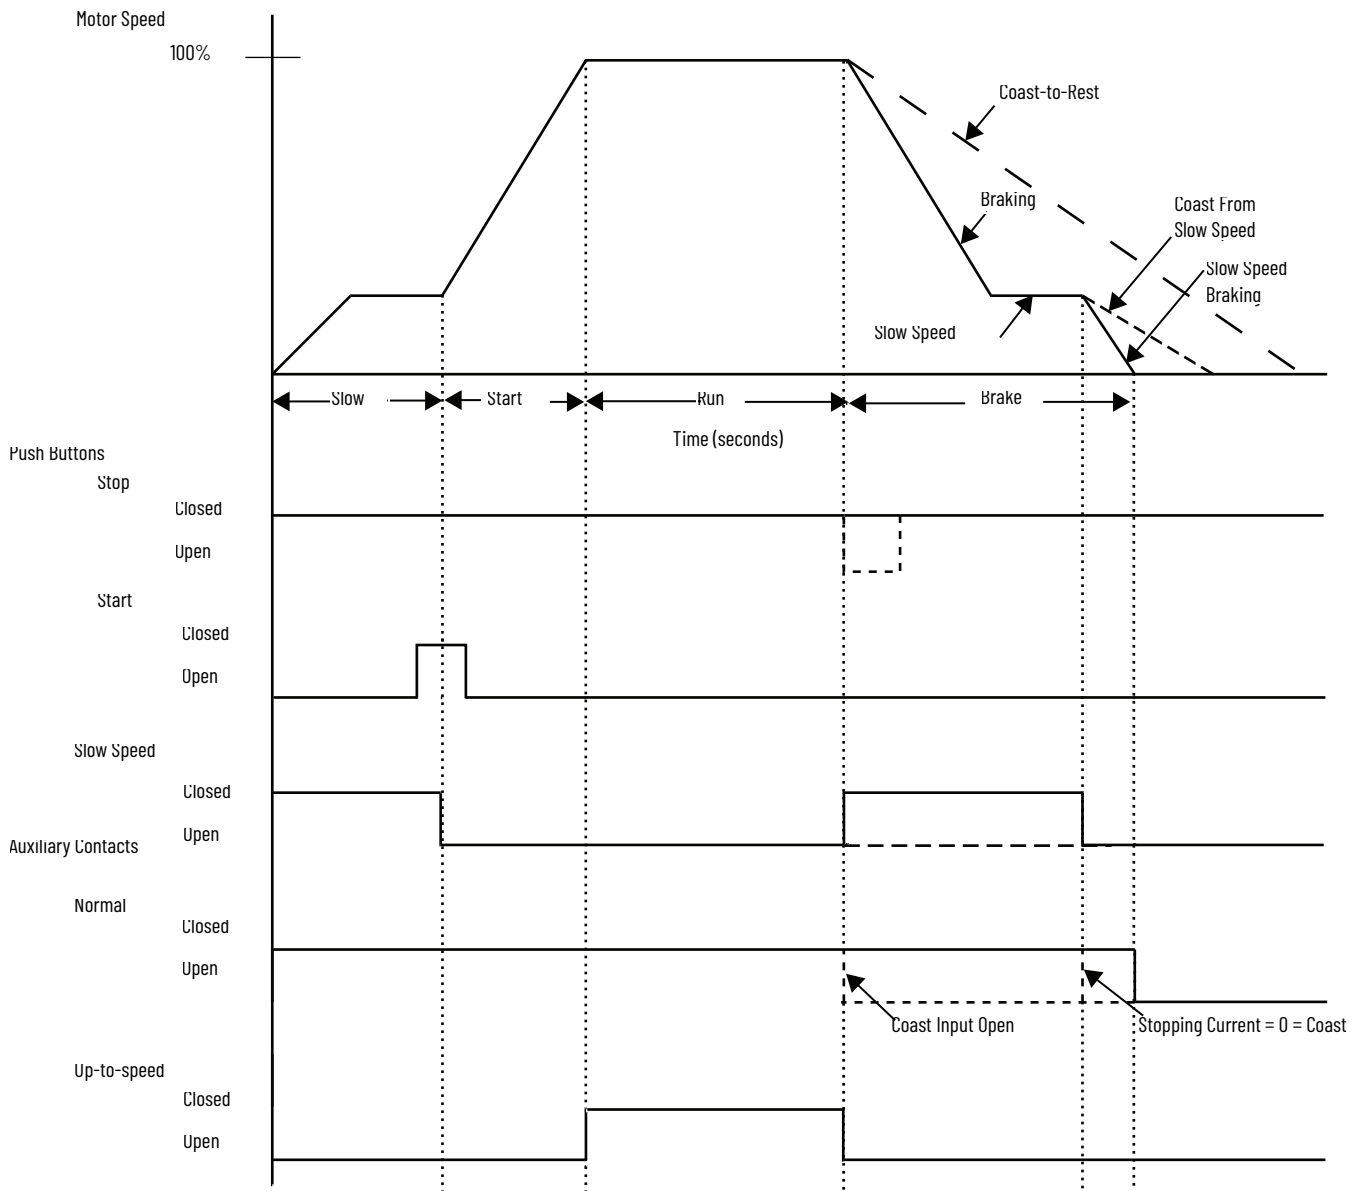 Motor Speed
100%
Coast-to-Rest
Braking
Coast From
Slow Speed
Slow Speed
Braking
Slow Speed
Slow
Start
Run
Brake
Time (seconds)
Push Buttons
Stop
Closed
Open
Start
Closed
Open
Slow Speed
Closed
Open
Auxiliary Contacts
Normal
Closed
Open
Coast Input Open
Stopping Current = 0 = Coast
Up-to-speed
Closed
Open